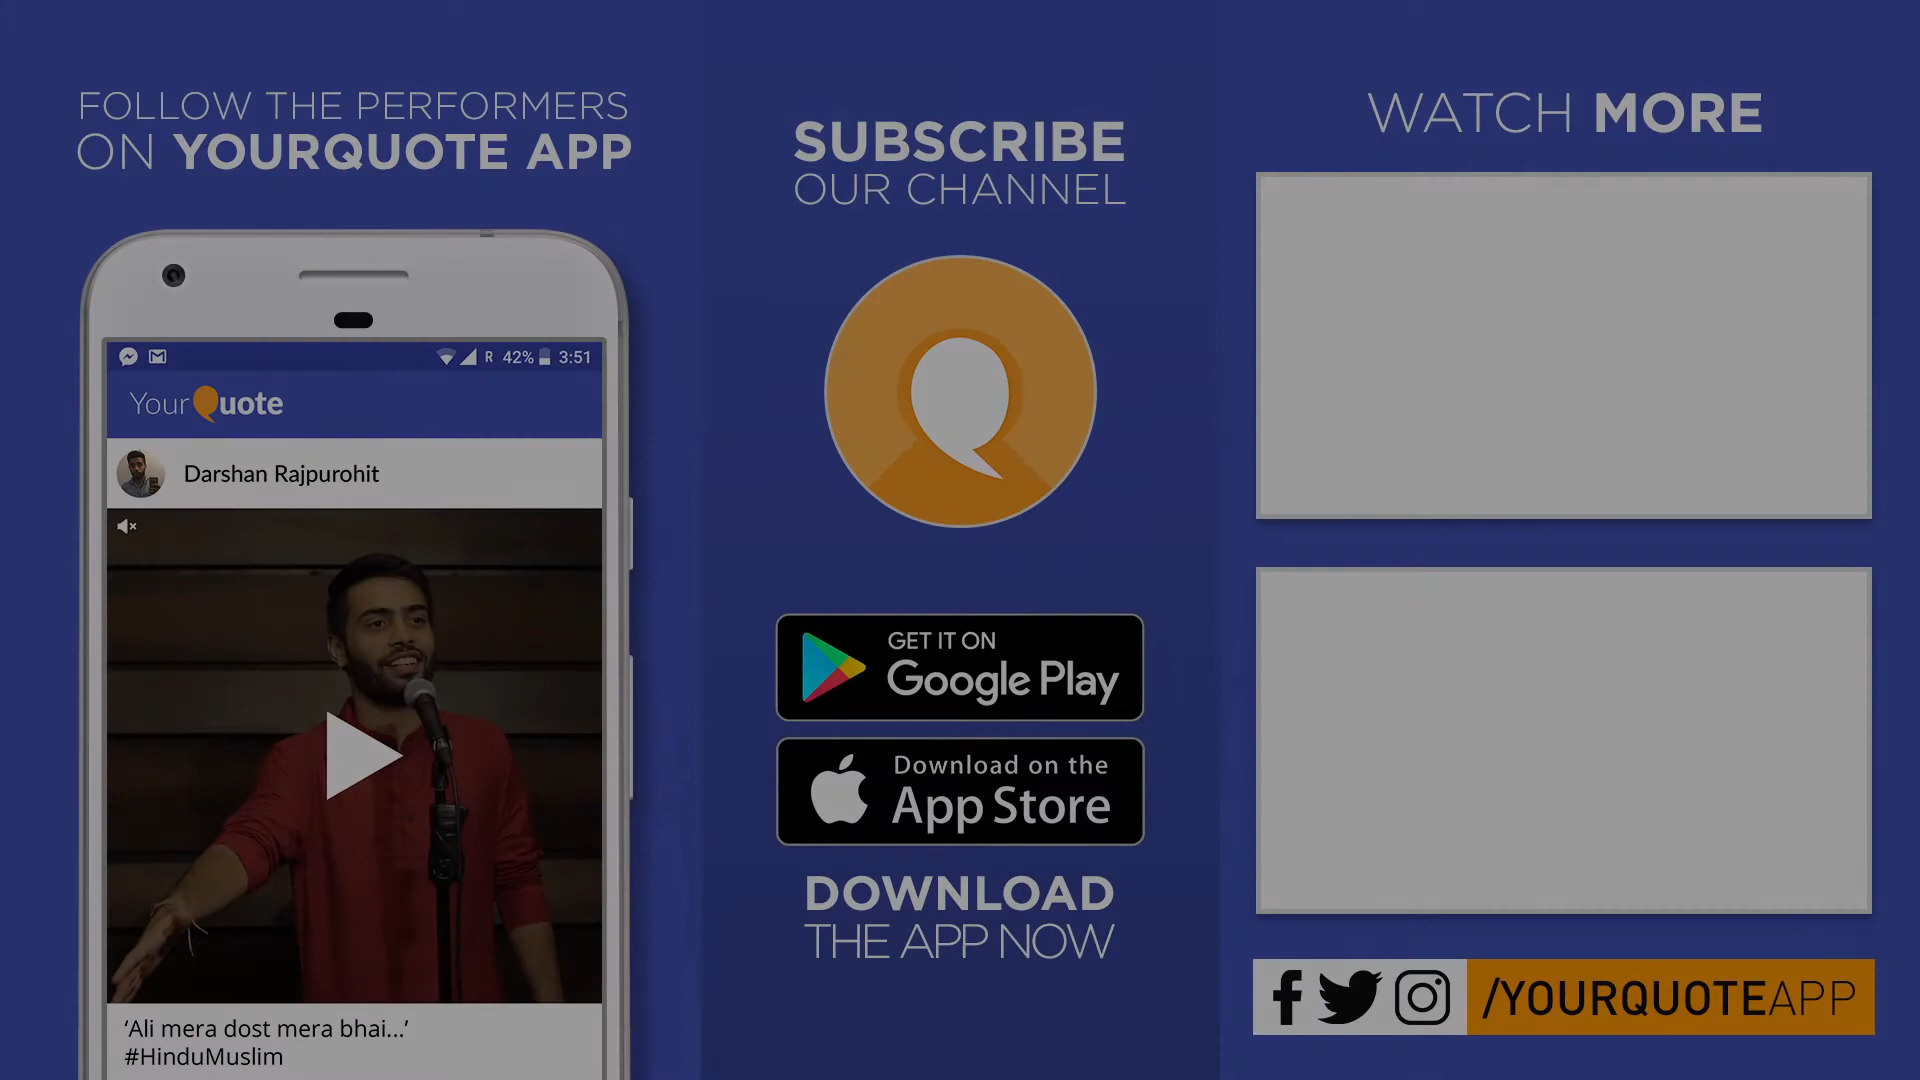 FOLLOW THE PERFORMERS
ON YOURQUOTE APP
R 42% 3:51
YourQuote
Darshan Rajpurohit
‘Ali mera dost mera bhai...’
#HinduMuslim
SUBSCRIBE
OUR CHANNEL
GET IT ON
Google Play
Download on the
App Store
DOWNLOAD
THE APP NOW
WATCH MORE
/YOURQUOTEAPP